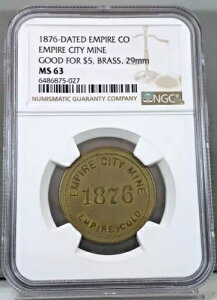 1876-DATED EMPIRE CO
EMPIRE CITY MINE
GOOD FOR $5, BRASS, 29mm
MS 63
6486875-027
NUMISMATIC GUARANTY COMPANY
NGC
EMPIRE CITY MINE
1876
EMPIRE, COLO.